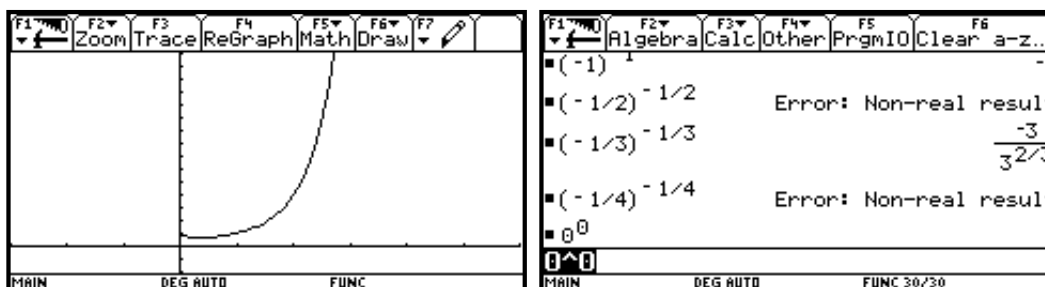 F1 F2 F3 F4 F5 F6 F7
Zoom Trace ReGraph Math Draw
MAIN DEG AUTO FUNC
F1 F2 F3 F4 F5 F6
Algebra Calc Other PrgmIO Clear a-z..
(-1)
(-1/2)^-1/2 Error: Non-real resul
(-1/3)^-1/3 -3/3^2/3
(-1/4)^-1/4 Error: Non-real resul
0^0
0^0
MAIN DEG AUTO FUNC 30/30